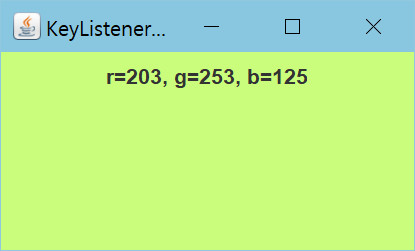 KeyListener...
r=203, g=253, b=125